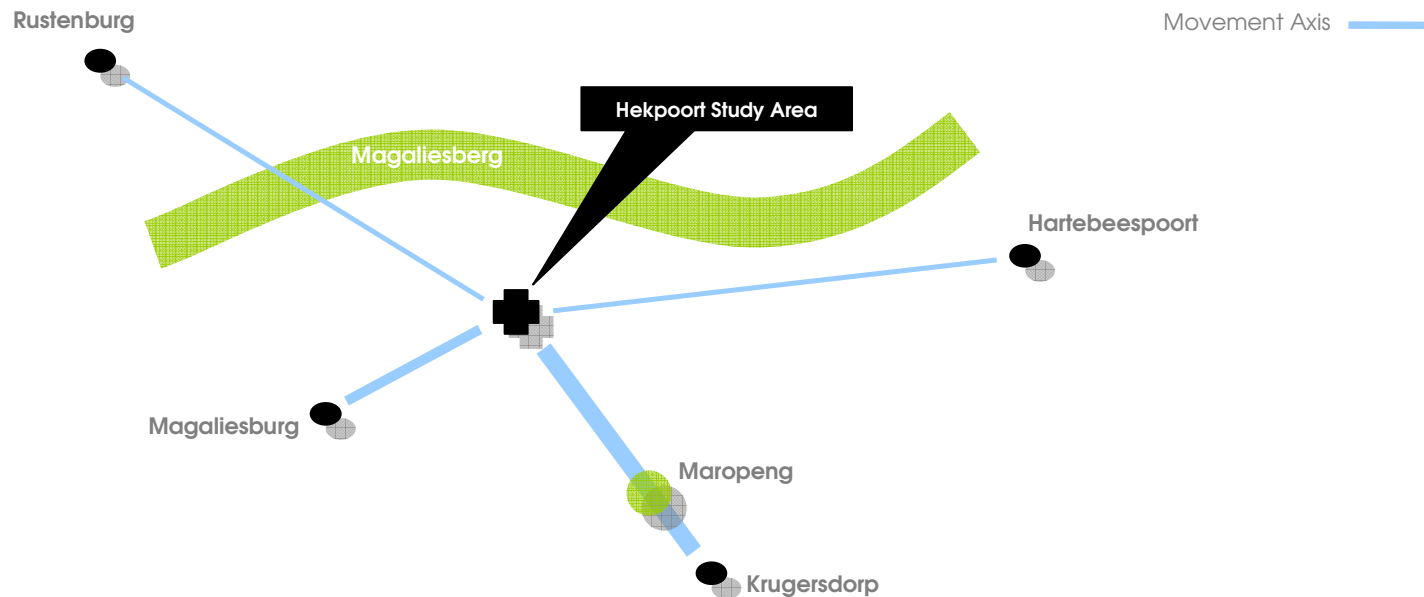 Rustenburg
Movement Axis
Hekpoort Study Area
Magaliesberg
Hartebeespoort
Magaliesburg
Maropeng
Krugersdorp